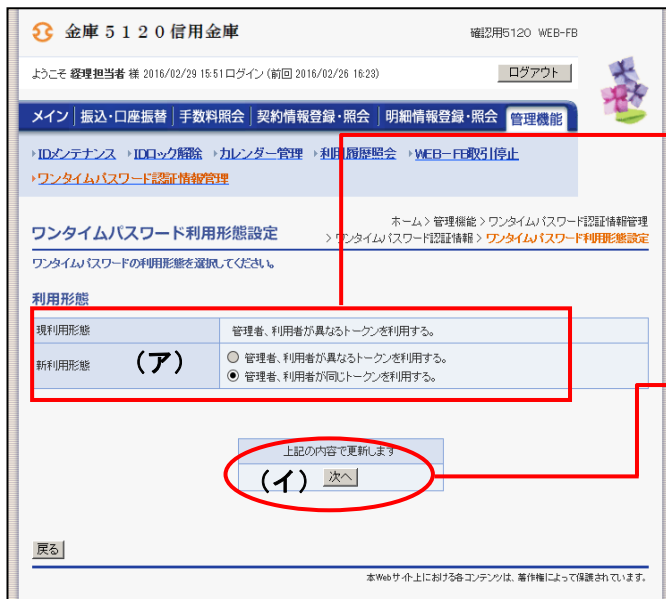 金庫5120信用金庫
確認用5120 WEB-FB
ようこそ 経理担当者 様 2016/02/29 15:51ログイン (前回 2016/02/26 16:23)
ログアウト
メイン 振込・口座振替 手数料照会 契約情報登録・照会 明細情報登録・照会 管理機能
IDメンテナンス IDロック解除 カレンダー管理 利用履歴照会 WEB-FB取引停止
ワンタイムパスワード認証情報管理
ワンタイムパスワード利用形態設定
ホーム > 管理機能 > ワンタイムパスワード認証情報管理
> ワンタイムパスワード認証情報 > ワンタイムパスワード利用形態設定
ワンタイムパスワードの利用形態を選択してください。
利用形態
現利用形態 管理者、利用者が異なるトークンを利用する。
新利用形態 (ア) 管理者、利用者が異なるトークンを利用する。
管理者、利用者が同じトークンを利用する。
上記の内容で更新します
(イ) 次へ
戻る
本Webサイト上における各コンテンツは、著作権によって保護されています。